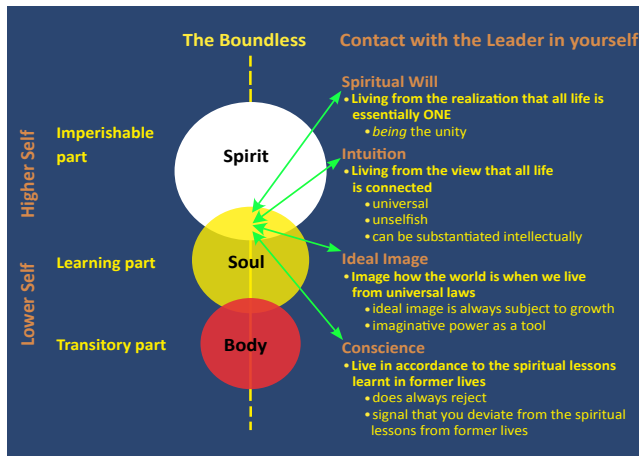 The Boundless
Contact with the Leader in yourself
Higher Self
Lower Self
Imperishable
part
Learning part
Transitory part
Spirit
Soul
Body
Spiritual Will
• Living from the realization that all life is
essentially ONE
• being the unity
Intuition
• Living from the view that all life
is connected
• universal
• unselfish
• can be substantiated intellectually
Ideal Image
• Image how the world is when we live
from universal laws
• ideal image is always subject to growth
• imaginative power as a tool
Conscience
• Live in accordance to the spiritual lessons
learnt in former lives
• does always reject
• signal that you deviate from the spiritual
lessons from former lives